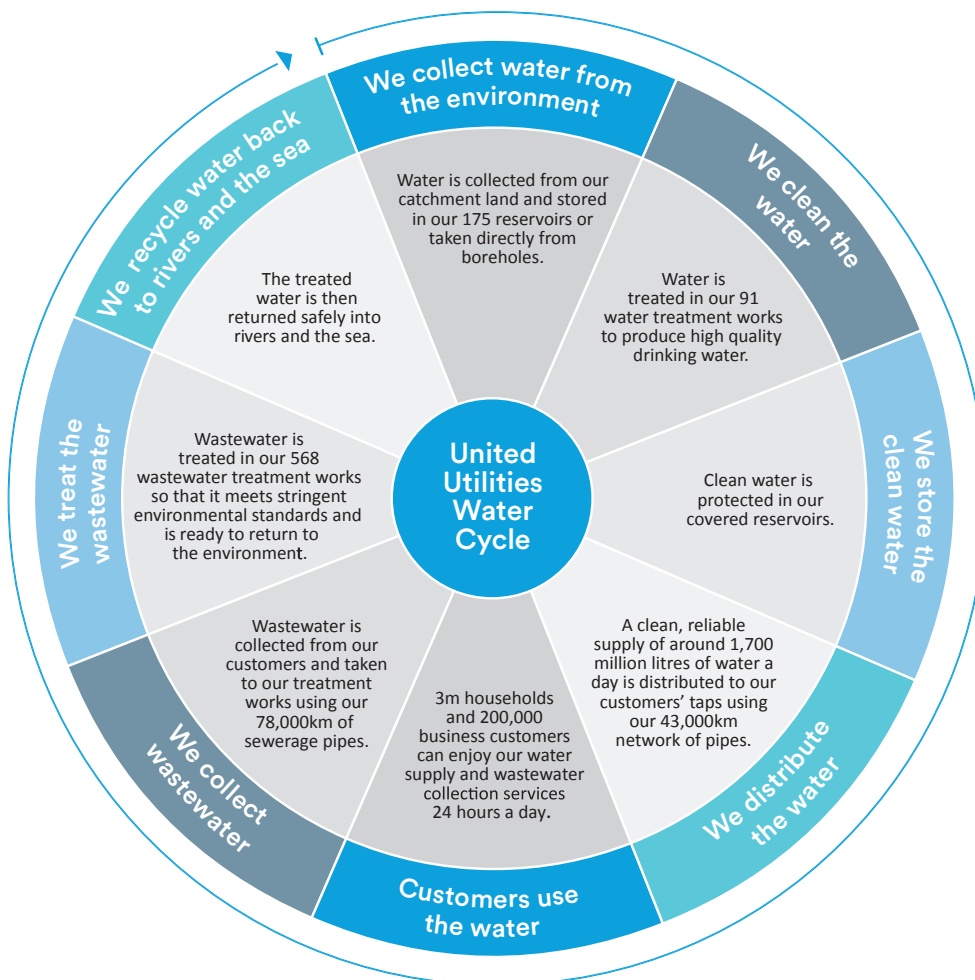 We collect water from
the environment
Water is collected from our
catchment land and stored
in our 175 reservoirs or
taken directly from
boreholes.
We clean the
water
Water is
treated in our 91
water treatment works
to produce high quality
drinking water.
We store the
clean water
Clean water is
protected in our
covered reservoirs.
We distribute
the water
A clean, reliable
supply of around 1,700
million litres of water a
day is distributed to our
customers’ taps using
our 43,000km
network of pipes.
Customers use
the water
3m households
and 200,000
business customers
can enjoy our water
supply and wastewater
collection services
24 hours a day.
We collect
wastewater
Wastewater is
collected from our
customers and taken
to our treatment
works using our
78,000km of
sewerage pipes.
We treat the
wastewater
Wastewater is
treated in our 568
wastewater treatment works
so that it meets stringent
environmental standards and
is ready to return to
the environment.
We recycle water back
to rivers and the sea
The treated
water is then
returned safely into
rivers and the sea.
United
Utilities
Water
Cycle